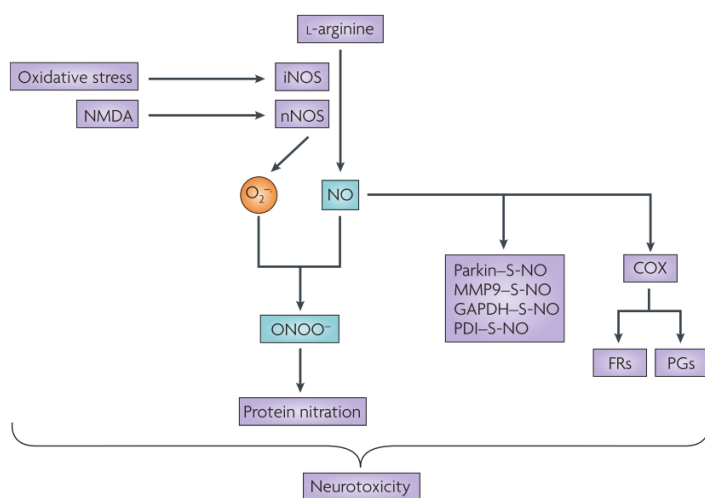 L-arginine
Oxidative stress
iNOS
NMDA
nNOS
O₂⁻·
NO
Parkin–S-NO
MMP9–S-NO
GAPDH–S-NO
PDI–S-NO
COX
ONOO⁻
FRs
PGs
Protein nitration
Neurotoxicity